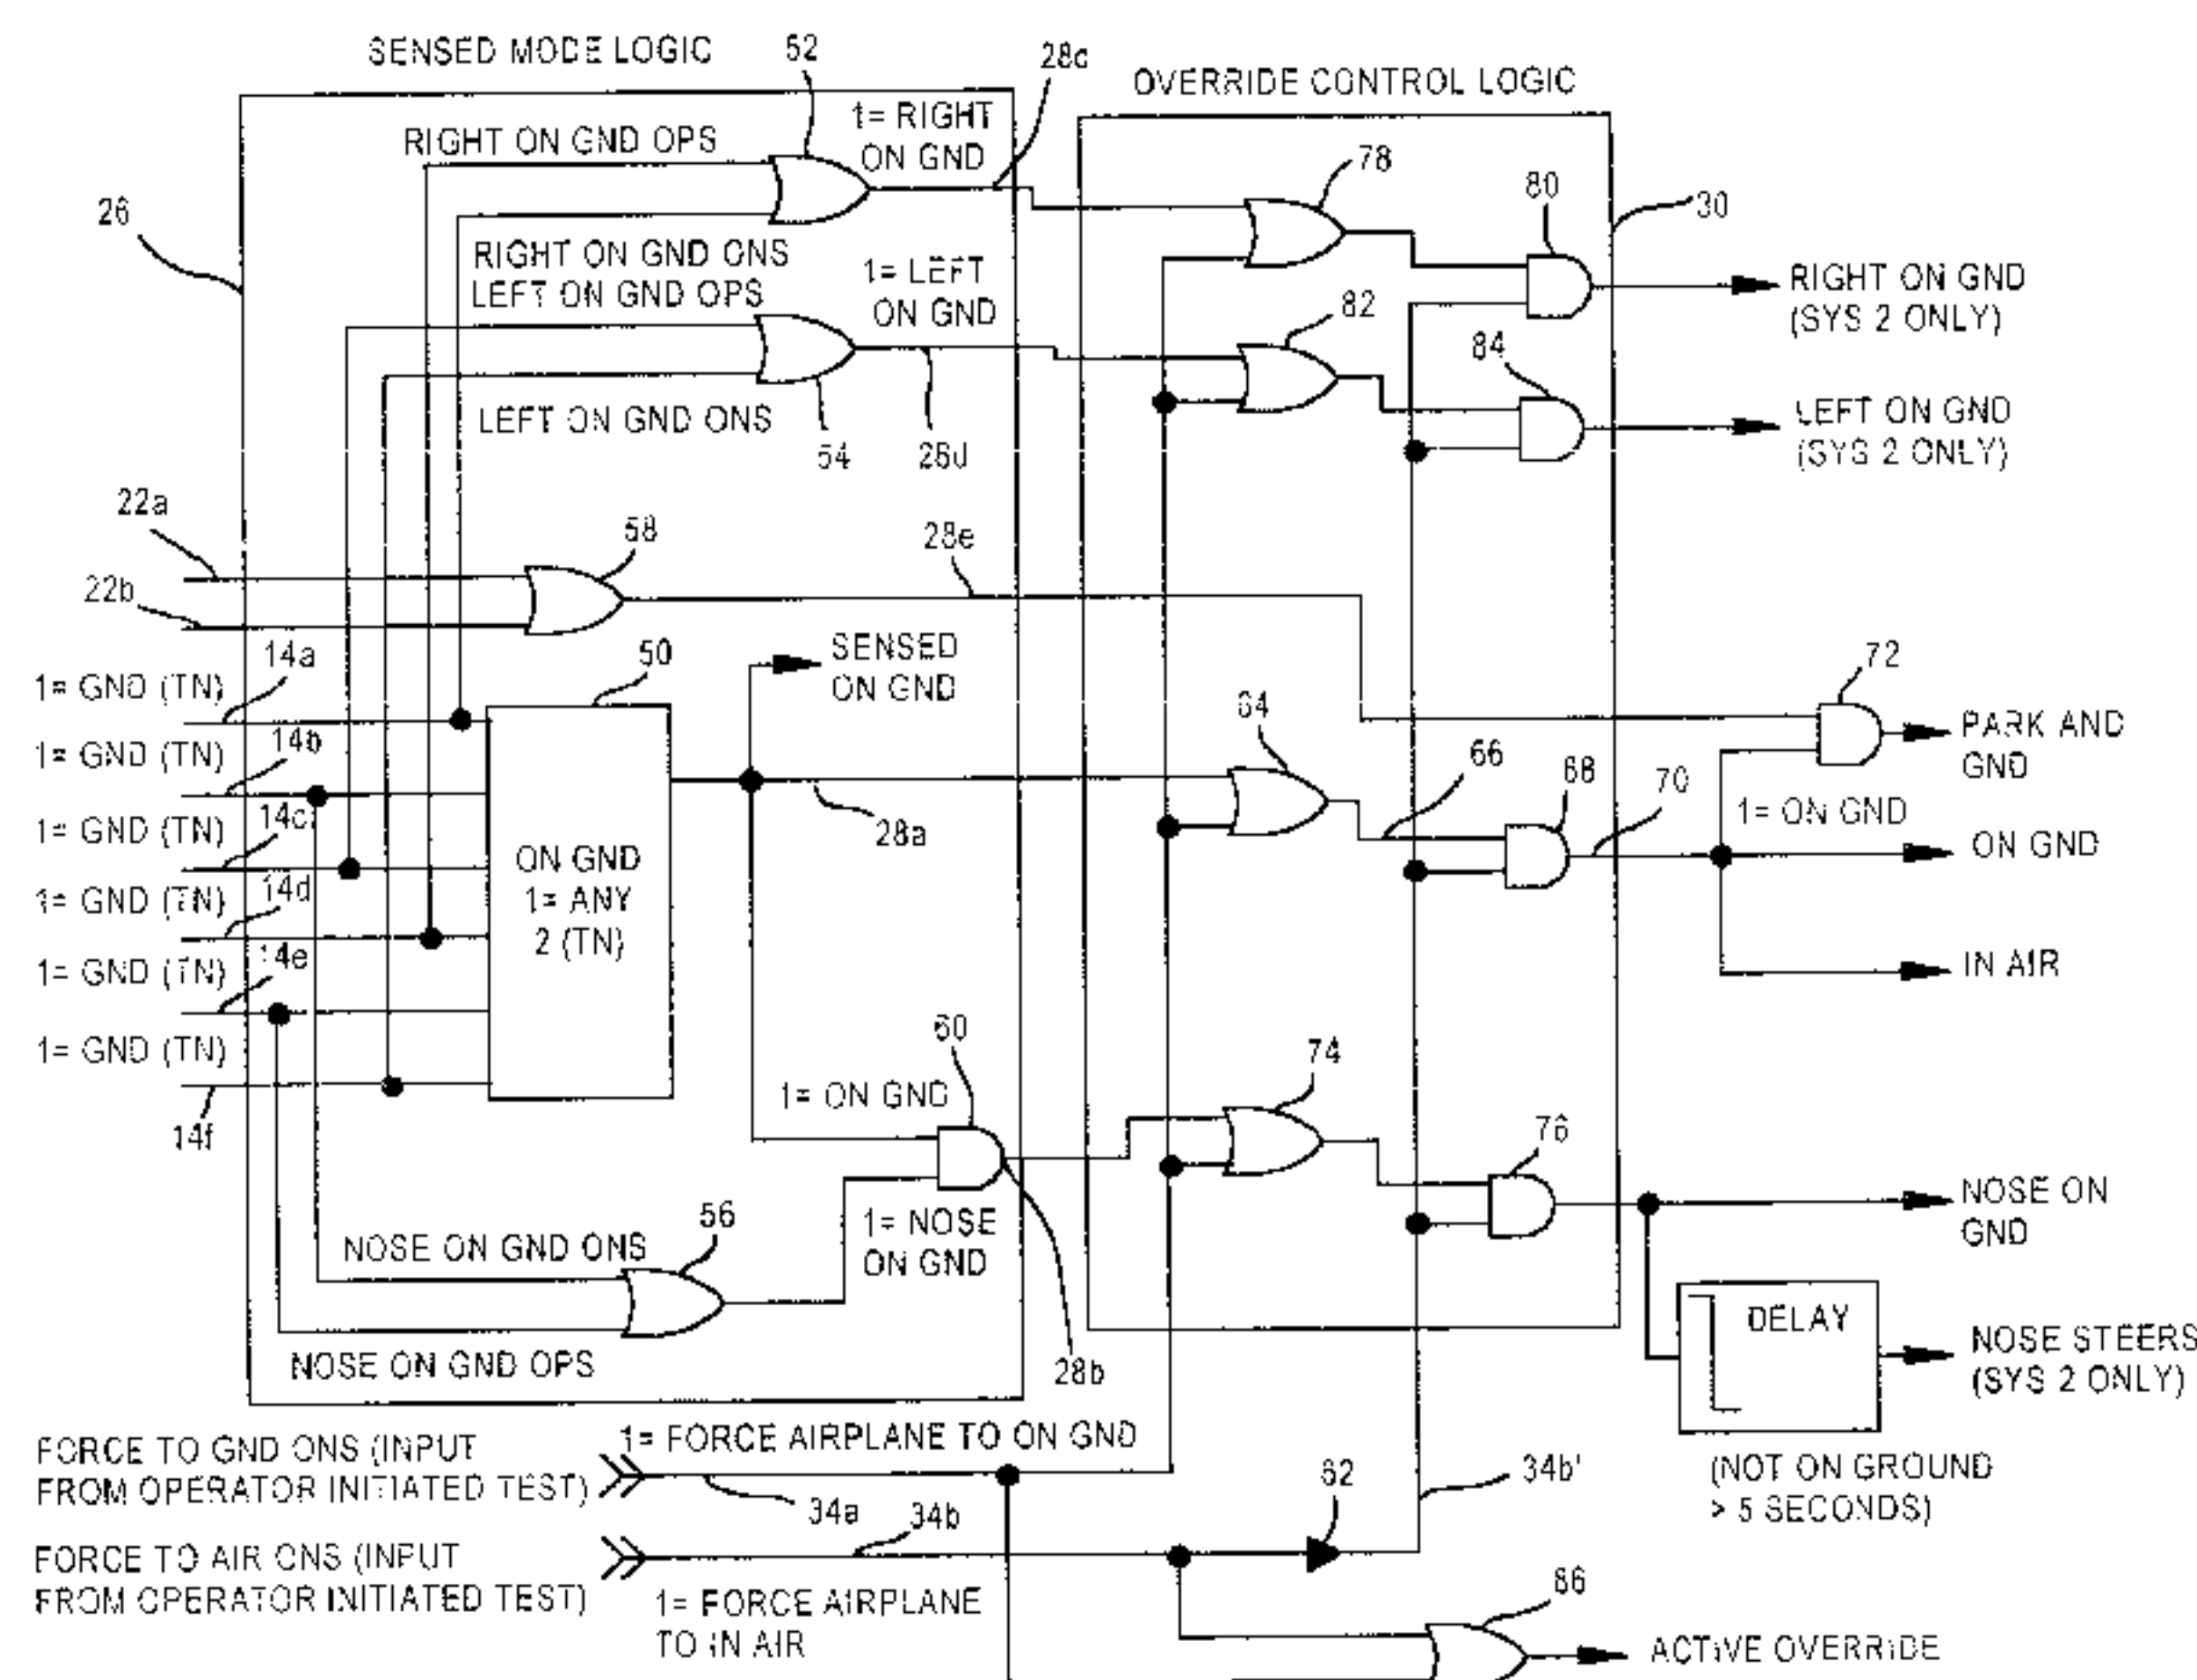 SENSED MODE LOGIC
52
28c
OVERRIDE CONTROL LOGIC
1= RIGHT
ON GND
RIGHT ON GND OPS
78
80
30
26
RIGHT ON GND ONS
LEFT ON GND OPS
1= LEFT
ON GND
RIGHT ON GND
(SYS 2 ONLY)
82
84
LEFT ON GND ONS
54
28d
LEFT ON GND
(SYS 2 ONLY)
22a
58
28e
22b
14a
50
SENSED
ON GND
72
1= GND (TN)
14b
64
66
68
70
PARK AND
GND
1= GND (TN)
14c
28a
1= ON GND
1= GND (TN)
ON GND
1= ANY
2 (TN)
ON GND
14d
1= GND (TN)
14e
1= GND (TN)
IN AIR
60
74
1= GND (TN)
14f
1= ON GND
76
56
NOSE ON GND ONS
1= NOSE
ON GND
NOSE ON
GND
NOSE ON GND OPS
28b
DELAY
NOSE STEERS
(SYS 2 ONLY)
FORCE TO GND ONS (INPUT
FROM OPERATOR INITIATED TEST)
1= FORCE AIRPLANE TO ON GND
34a
34b
62
34b'
(NOT ON GROUND
> 5 SECONDS)
FORCE TO AIR ONS (INPUT
FROM OPERATOR INITIATED TEST)
1= FORCE AIRPLANE
TO IN AIR
86
ACTIVE OVERRIDE